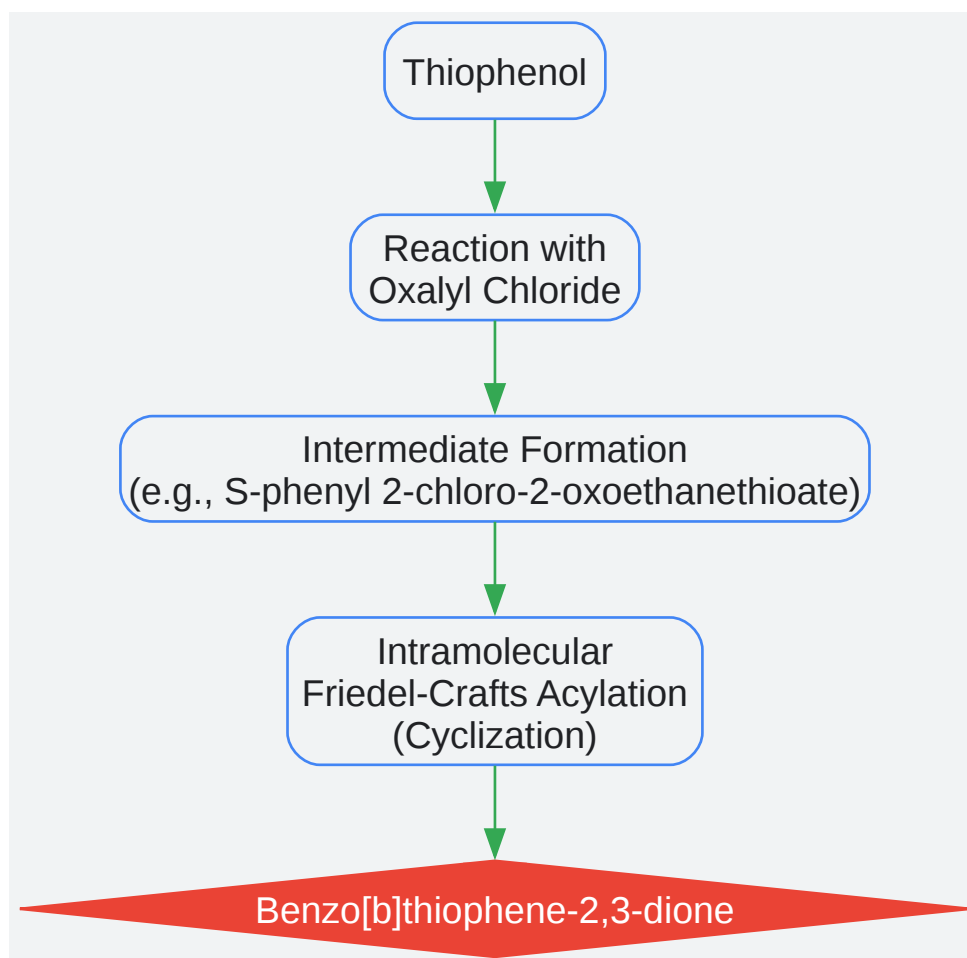 Thiophenol
Reaction with
Oxalyl Chloride
Intermediate Formation
(e.g., S-phenyl 2-chloro-2-oxoethanethioate)
Intramolecular
Friedel-Crafts Acylation
(Cyclization)
Benzo[b]thiophene-2,3-dione